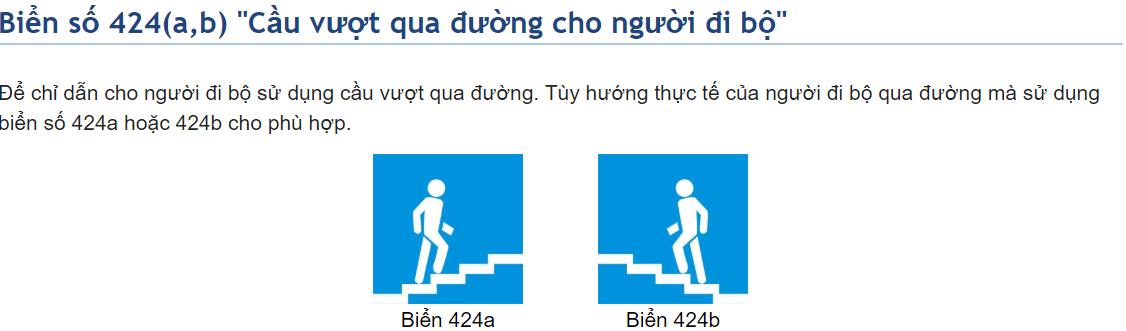 Biển số 424(a,b) "Cầu vượt qua đường cho người đi bộ"
Để chỉ dẫn cho người đi bộ sử dụng cầu vượt qua đường. Tùy hướng thực tế của người đi bộ qua đường mà sử dụng
biển số 424a hoặc 424b cho phù hợp.
Biển 424a
Biển 424b